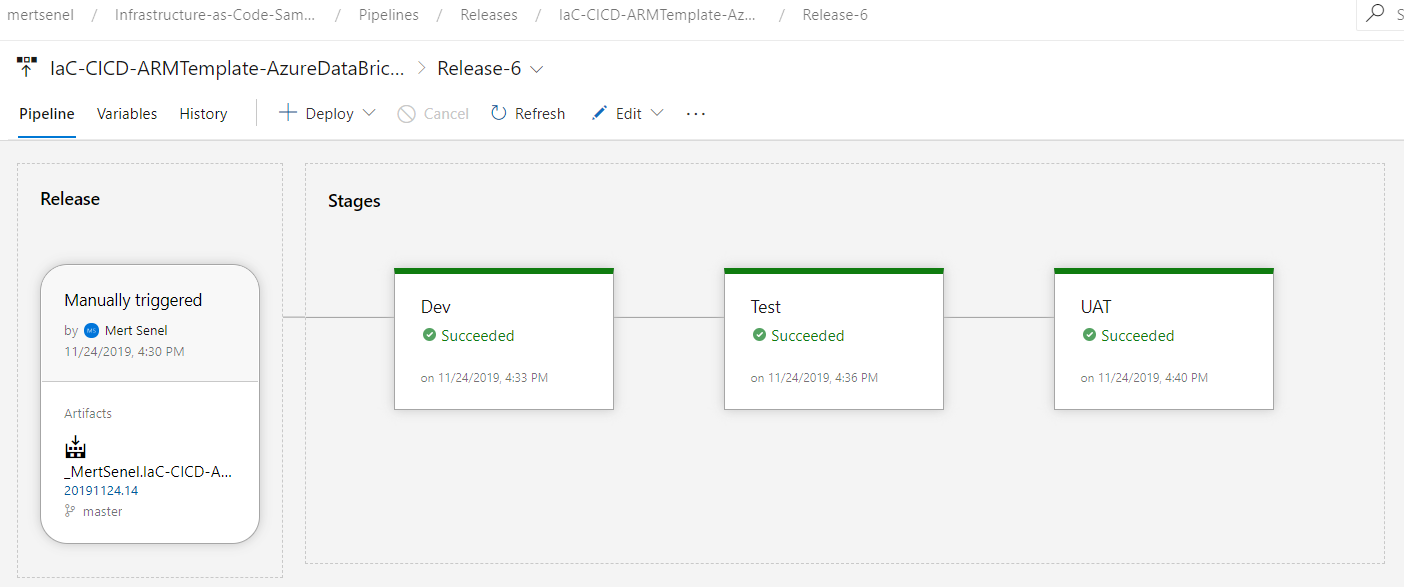 mertsenel / Infrastructure-as-Code-Sam... / Pipelines / Releases / IaC-CICD-ARMTemplate-Az... / Release-6 S
IaC-CICD-ARMTemplate-AzureDataBric... > Release-6
Pipeline Variables History Deploy Cancel Refresh Edit ...
Release
Manually triggered
by MS Mert Senel
11/24/2019, 4:30 PM
Artifacts
_MertSenel.IaC-CICD-A...
20191124.14
master
Stages
Dev
Succeeded
on 11/24/2019, 4:33 PM
Test
Succeeded
on 11/24/2019, 4:36 PM
UAT
Succeeded
on 11/24/2019, 4:40 PM